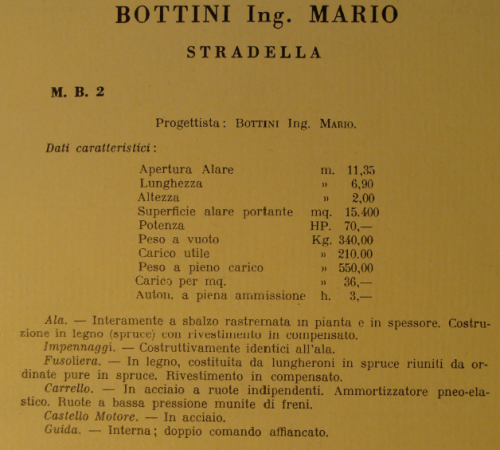 BOTTINI Ing. MARIO
STRADELLA
M. B. 2
Progettista: BOTTINI Ing. MARIO.
Dati caratteristici:
Apertura Alare m. 11,35
Lunghezza » 6,90
Altezza » 2,00
Superficie alare portante mq. 15.400
Potenza HP. 70,—
Peso a vuoto Kg. 340,00
Carico utile » 210.00
Peso a pieno carico » 550,00
Carico per mq. » 36,—
Auton. a piena ammissione h. 3,—
Ala. — Interamente a sbalzo rastremata in pianta e in spessore. Costru-
zione in legno (spruce) con rivestimento in compensato.
Impennaggi. — Costruttivamente identici all'ala.
Fusoliera. — In legno, costituita da lungheroni in spruce riuniti da or-
dinate pure in spruce. Rivestimento in compensato.
Carrello. — In acciaio a ruote indipendenti. Ammortizzatore pneo-ela-
stico. Ruote a bassa pressione munite di freni.
Castello Motore. — In acciaio.
Guida. — Interna; doppio comando affiancato.